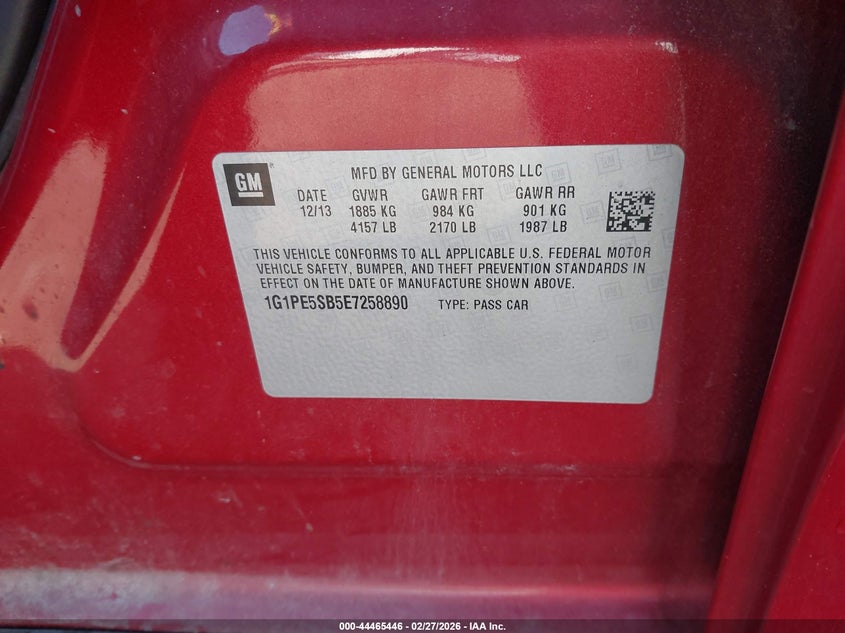 GM
MFD BY GENERAL MOTORS LLC
DATE GVWR GAWR FRT GAWR RR
12/13 1885 KG 984 KG 901 KG
4157 LB 2170 LB 1987 LB
THIS VEHICLE CONFORMS TO ALL APPLICABLE U.S. FEDERAL MOTOR
VEHICLE SAFETY, BUMPER, AND THEFT PREVENTION STANDARDS IN
EFFECT ON THE DATE OF MANUFACTURE SHOWN ABOVE.
1G1PE5SB5E7258890 TYPE: PASS CAR
000-44465446 - 02/27/2026 - IAA Inc.